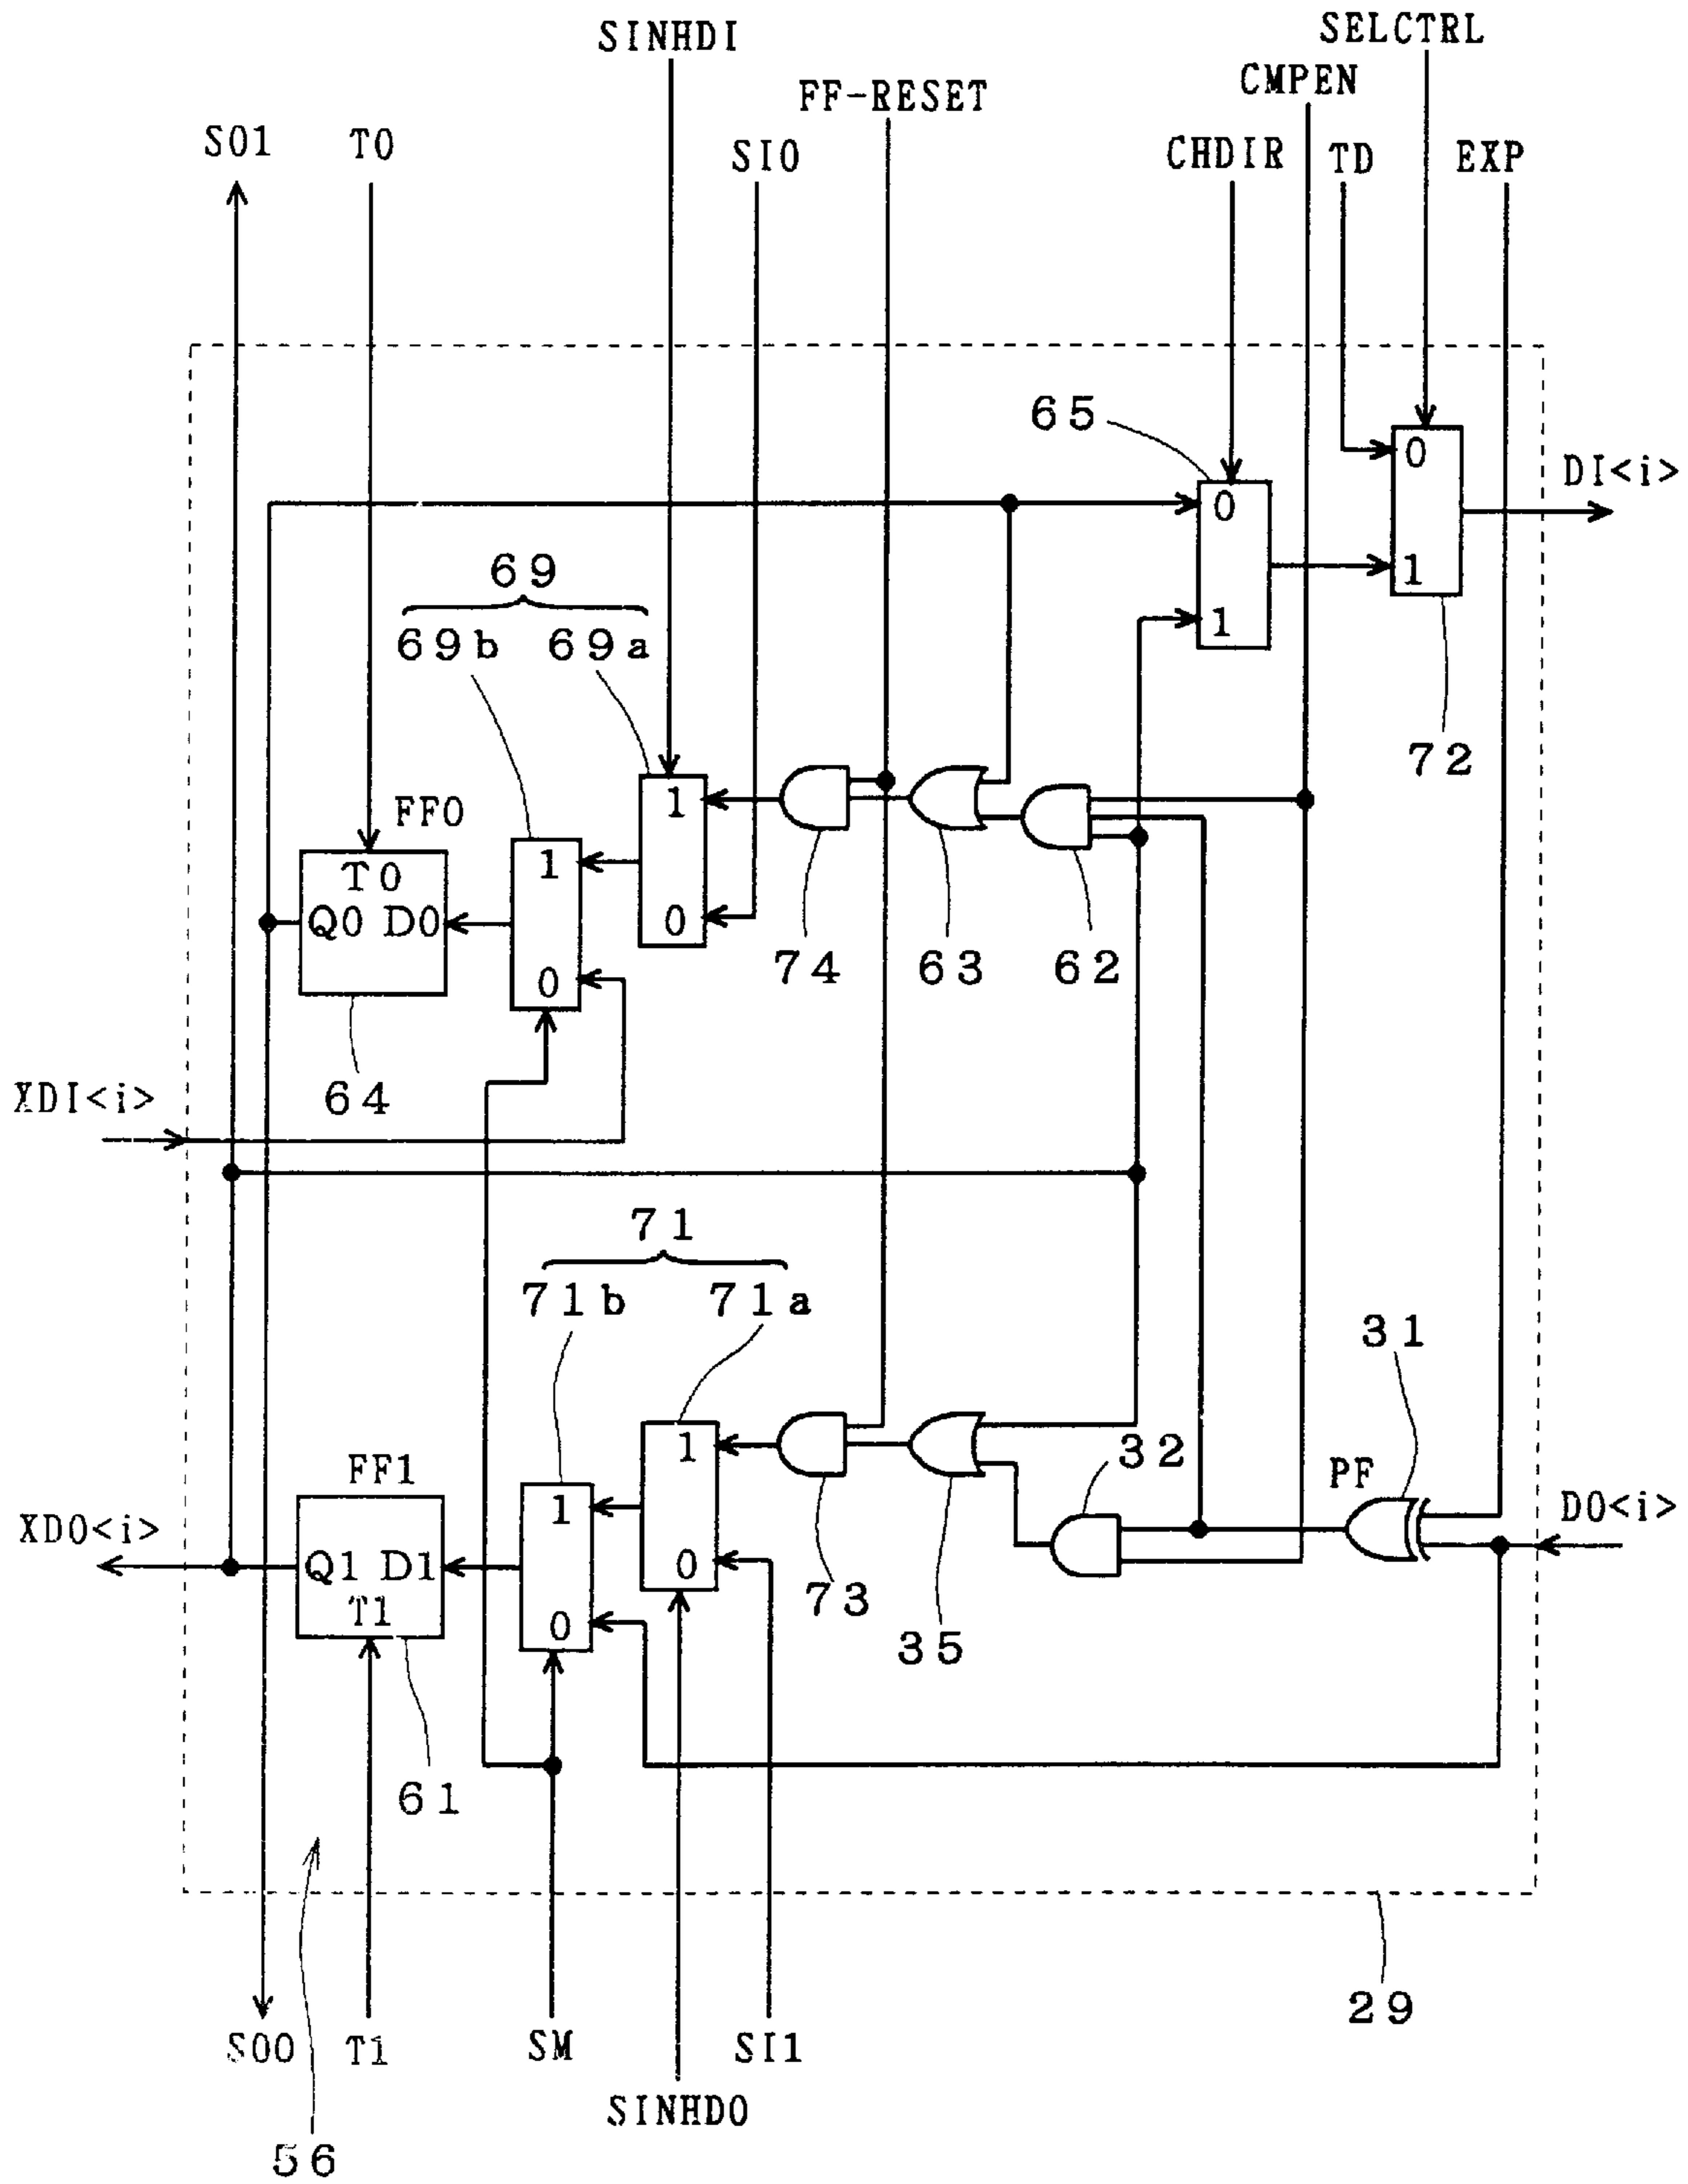 SINHDI
SELCTRL
CMPEN
FF-RESET
SO1
T0
SI0
CHDIR
TD
EXP
65
0
DI<i>
0
1
69
1
69b
69a
72
FF0
1
T0
1
Q0 D0
0
74
63
62
0
64
XDI<i>
71
71b
71a
31
1
32
FF1
PF
1
XDO<i>
DO<i>
Q1 D1
0
T1
0
73
35
61
29
SO0
T1
SM
SI1
SINHDO
56